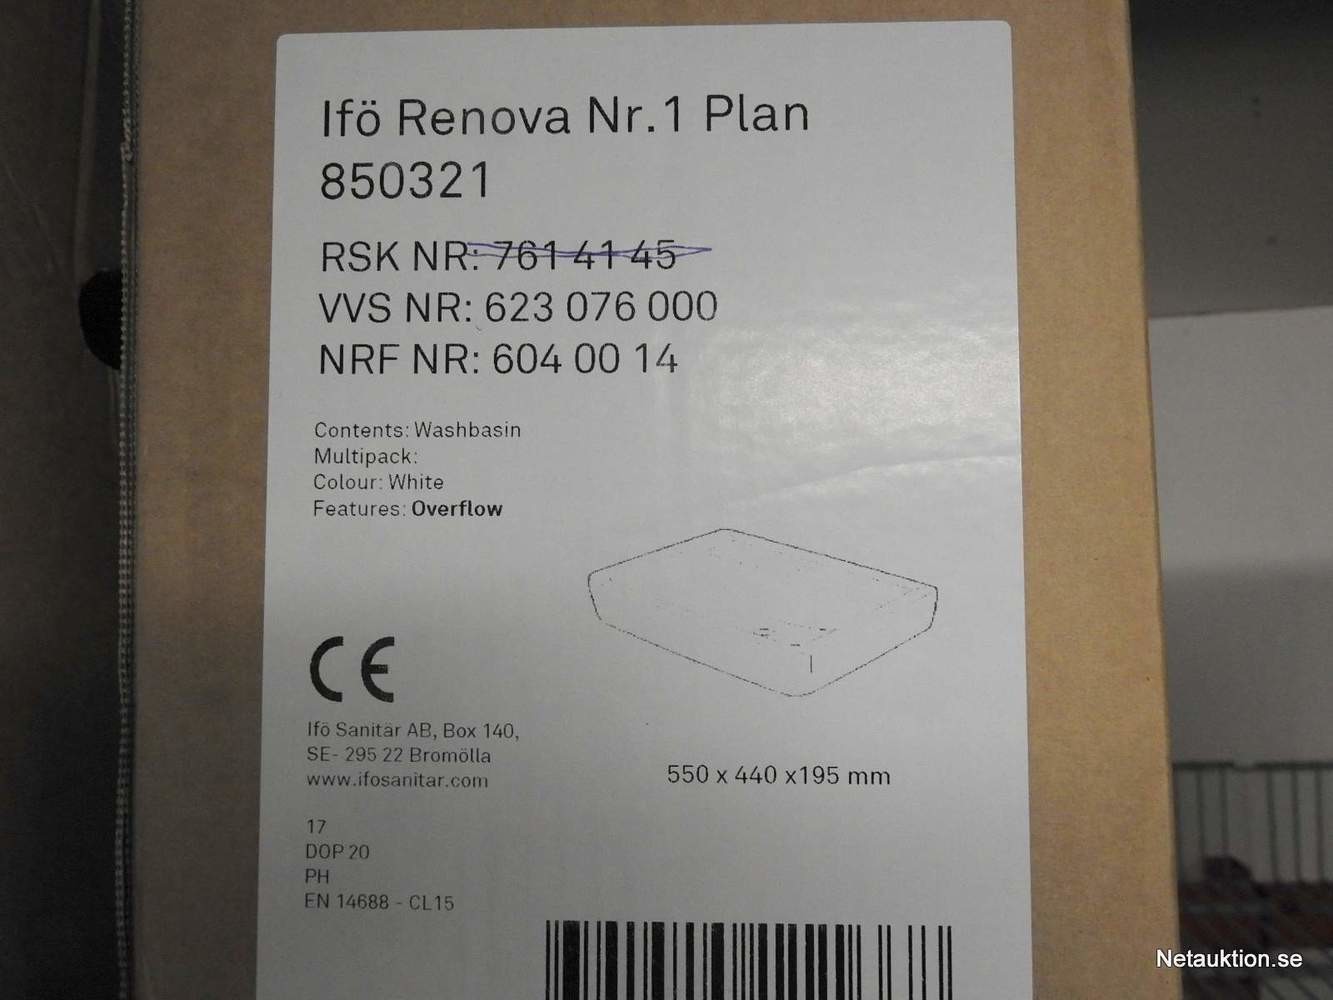 Ifö Renova Nr.1 Plan
850321
RSK NR: 761 41 45
VVS NR: 623 076 000
NRF NR: 604 00 14
Contents: Washbasin
Multipack:
Colour: White
Features: Overflow
CE
Ifö Sanitär AB, Box 140,
SE- 295 22 Bromölla
www.ifosanitar.com
550 x 440 x195 mm
17
DOP 20
PH
EN 14688 - CL15
Netauktion.se